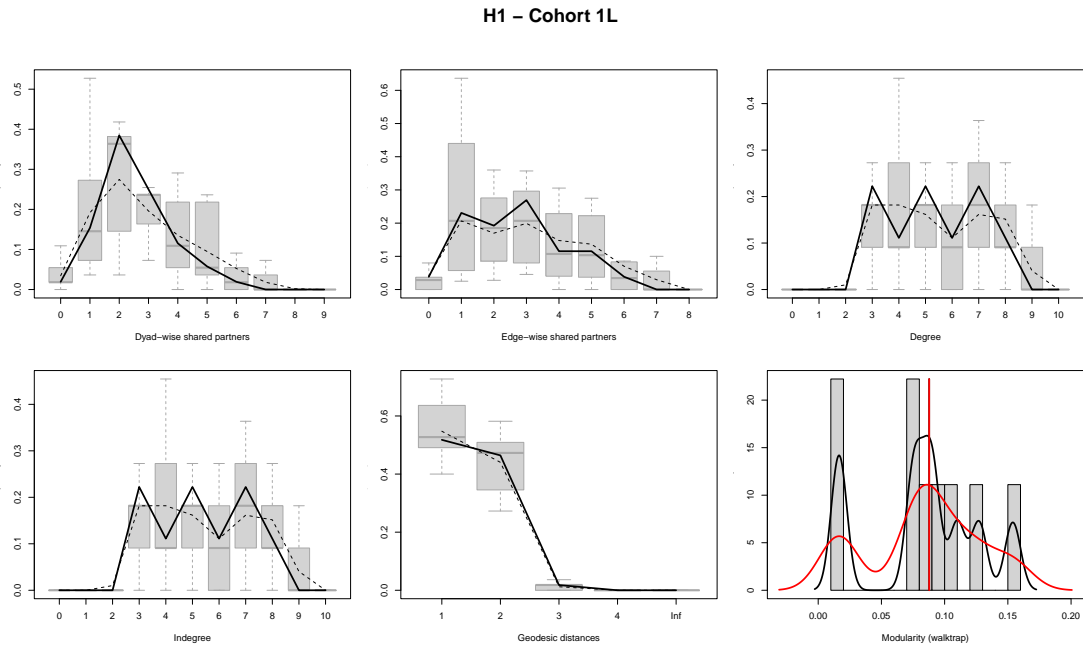 H1 – Cohort 1L
0.0 0.1 0.2 0.3 0.4 0.5
0 1 2 3 4 5 6 7 8 9
Dyad−wise shared partners
0.0 0.1 0.2 0.3 0.4 0.5 0.6
0 1 2 3 4 5 6 7 8
Edge−wise shared partners
0.0 0.1 0.2 0.3 0.4
0 1 2 3 4 5 6 7 8 9 10
Degree
0.0 0.1 0.2 0.3 0.4
0 1 2 3 4 5 6 7 8 9 10
Indegree
0.0 0.2 0.4 0.6
1 2 3 4 Inf
Geodesic distances
0 5 10 15 20
0.00 0.05 0.10 0.15 0.20
Modularity (walktrap)